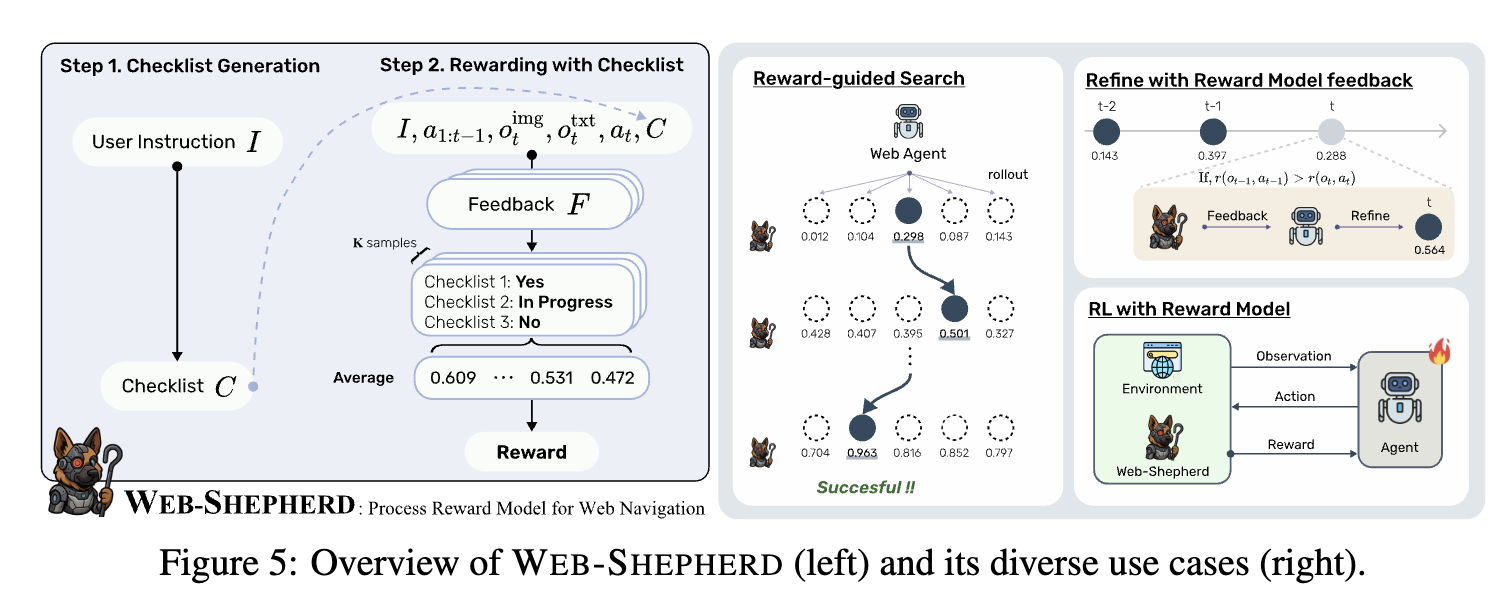 Step 1. Checklist Generation
User Instruction I
Checklist C
Step 2. Rewarding with Checklist
I, a_{1:t−1}, o_t^{img}, o_t^{txt}, a_t, C
Feedback F
K samples
Checklist 1: Yes
Checklist 2: In Progress
Checklist 3: No
Average
0.609 ⋯ 0.531 0.472
Reward
WEB-SHEPHERD: Process Reward Model for Web Navigation
Reward-guided Search
Web Agent
rollout
0.012 0.104 0.298 0.087 0.143
0.428 0.407 0.395 0.501 0.327
0.704 0.963 0.816 0.852 0.797
Succesful !!
Refine with Reward Model feedback
t-2 t-1 t
0.143 0.397 0.288
If, r(o_{t−1}, a_{t−1}) > r(o_t, a_t)
Feedback Refine t
0.564
RL with Reward Model
Environment
Web-Shepherd
Observation
Action
Reward
Agent
Figure 5: Overview of WEB-SHEPHERD (left) and its diverse use cases (right).